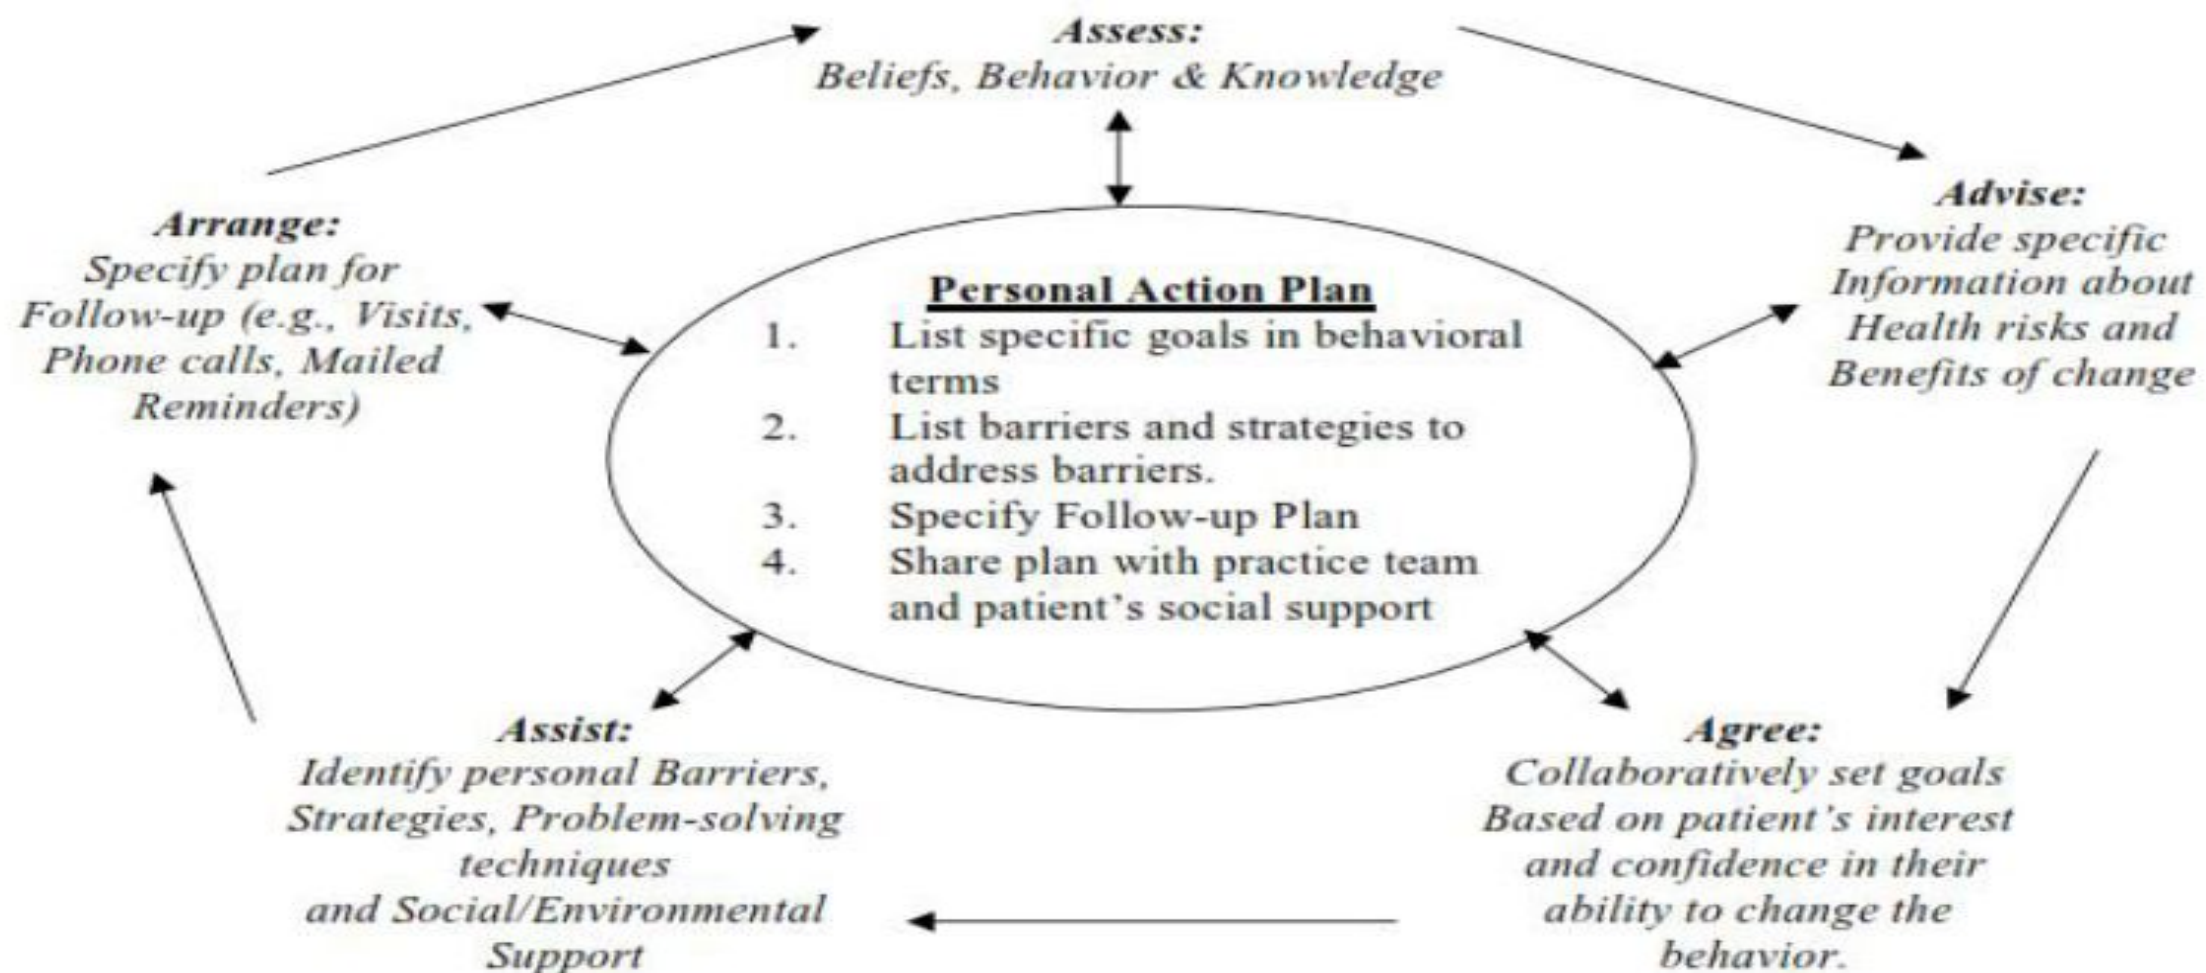 Assess:
Beliefs, Behavior & Knowledge
Advise:
Provide specific
Information about
Health risks and
Benefits of change
Arrange:
Specify plan for
Follow-up (e.g., Visits,
Phone calls, Mailed
Reminders)
Personal Action Plan
1. List specific goals in behavioral
terms
2. List barriers and strategies to
address barriers.
3. Specify Follow-up Plan
4. Share plan with practice team
and patient's social support
Agree:
Collaboratively set goals
Based on patient's interest
and confidence in their
ability to change the
behavior.
Assist:
Identify personal Barriers,
Strategies, Problem-solving
techniques
and Social/Environmental
Support